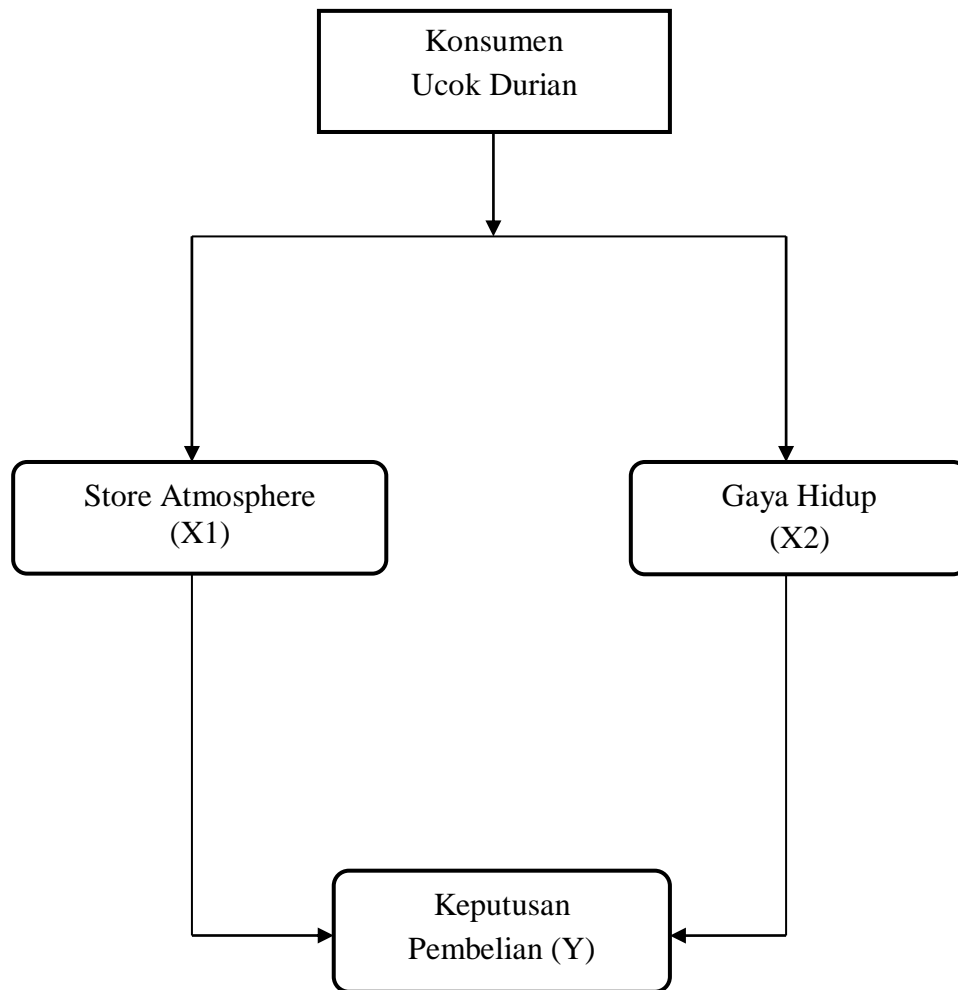 Konsumen
Ucok Durian
Store Atmosphere
(X1)
Gaya Hidup
(X2)
Keputusan
Pembelian (Y)